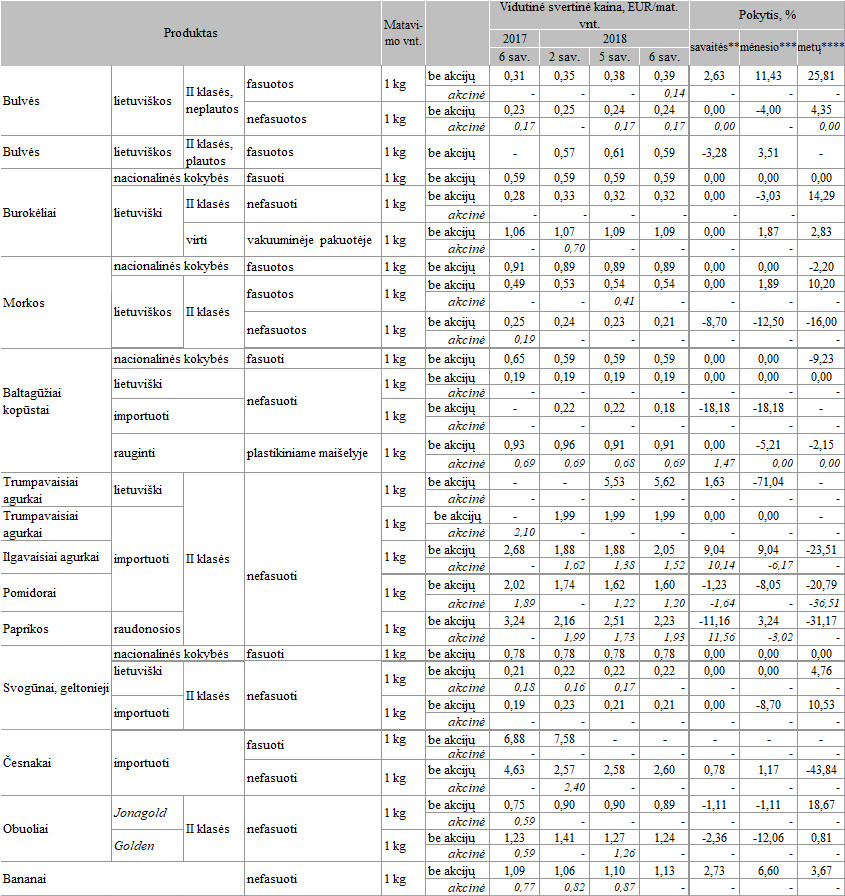 Produktas Matavi-mo vnt. Vidutinė svertinė kaina, EUR/mat. vnt. Pokytis, %
2017 2018 savaitės** mėnesio*** metų****
6 sav. 2 sav. 5 sav. 6 sav.
Bulvės lietuviškos II klasės, neplautos fasuotos 1 kg be akcijų 0,31 0,35 0,38 0,39 2,63 11,43 25,81
akcinė - - - 0,14 - - -
nefasuotos 1 kg be akcijų 0,23 0,25 0,24 0,24 0,00 -4,00 4,35
akcinė 0,17 - 0,17 0,17 0,00 - 0,00
Bulvės lietuviškos II klasės, plautos fasuotos 1 kg be akcijų - 0,57 0,61 0,59 -3,28 3,51 -
Burokėliai nacionalinės kokybės fasuoti 1 kg be akcijų 0,59 0,59 0,59 0,59 0,00 0,00 0,00
lietuviški II klasės nefasuoti 1 kg be akcijų 0,28 0,33 0,32 0,32 0,00 -3,03 14,29
akcinė - - - - - -
virti vakuuminėje pakuotėje 1 kg be akcijų 1,06 1,07 1,09 1,09 0,00 1,87 2,83
akcinė - 0,70 - - - -
Morkos nacionalinės kokybės fasuotos 1 kg be akcijų 0,91 0,89 0,89 0,89 0,00 0,00 -2,20
lietuviškos II klasės fasuotos 1 kg be akcijų 0,49 0,53 0,54 0,54 0,00 1,89 10,20
akcinė - - 0,41 - - - -
nefasuotos 1 kg be akcijų 0,25 0,24 0,23 0,21 -8,70 -12,50 -16,00
akcinė 0,19 - - - - - -
Baltagūžiai kopūstai nacionalinės kokybės fasuoti 1 kg be akcijų 0,65 0,59 0,59 0,59 0,00 0,00 -9,23
lietuviški nefasuoti 1 kg be akcijų 0,19 0,19 0,19 0,19 0,00 0,00 0,00
akcinė - - - - - - -
importuoti 1 kg be akcijų - 0,22 0,22 0,18 -18,18 -18,18 -
akcinė - - - - - - -
rauginti plastikiniame maišelyje 1 kg be akcijų 0,93 0,96 0,91 0,91 0,00 -5,21 -2,15
akcinė 0,69 0,69 0,68 0,69 1,47 0,00 0,00
Trumpavaisiai agurkai lietuviški II klasės nefasuoti 1 kg be akcijų - - 5,53 5,62 1,63 -71,04 -
akcinė - - - - - - -
Trumpavaisiai agurkai importuoti 1 kg be akcijų - 1,99 1,99 1,99 0,00 0,00 -
akcinė 2,10 - - - - - -
Ilgavaisiai agurkai 1 kg be akcijų 2,68 1,88 1,88 2,05 9,04 9,04 -23,51
akcinė - 1,62 1,38 1,52 10,14 -6,17 -
Pomidorai 1 kg be akcijų 2,02 1,74 1,62 1,60 -1,23 -8,05 -20,79
akcinė 1,89 - 1,22 1,20 -1,64 - -36,51
Paprikos raudonosios 1 kg be akcijų 3,24 2,16 2,51 2,23 -11,16 3,24 -31,17
akcinė - 1,99 1,73 1,93 11,56 -3,02 -
Svogūnai, geltonieji nacionalinės kokybės fasuoti 1 kg be akcijų 0,78 0,78 0,78 0,78 0,00 0,00 0,00
lietuviški II klasės nefasuoti 1 kg be akcijų 0,21 0,22 0,22 0,22 0,00 0,00 4,76
akcinė 0,18 0,16 0,17 - - - -
importuoti 1 kg be akcijų 0,19 0,23 0,21 0,21 0,00 -8,70 10,53
akcinė - - - - - - -
Česnakai importuoti fasuoti 1 kg be akcijų 6,88 7,58 - - - - -
akcinė - - - - - - -
nefasuoti 1 kg be akcijų 4,63 2,57 2,58 2,60 0,78 1,17 -43,84
akcinė - 2,40 - - - - -
Obuoliai Jonagold II klasės nefasuoti 1 kg be akcijų 0,75 0,90 0,90 0,89 -1,11 -1,11 18,67
akcinė 0,59 - - - - - -
Golden 1 kg be akcijų 1,23 1,41 1,27 1,24 -2,36 -12,06 0,81
akcinė 0,59 - 1,26 - - - -
Bananai nefasuoti 1 kg be akcijų 1,09 1,06 1,10 1,13 2,73 6,60 3,67
akcinė 0,77 0,82 0,87 - - - -